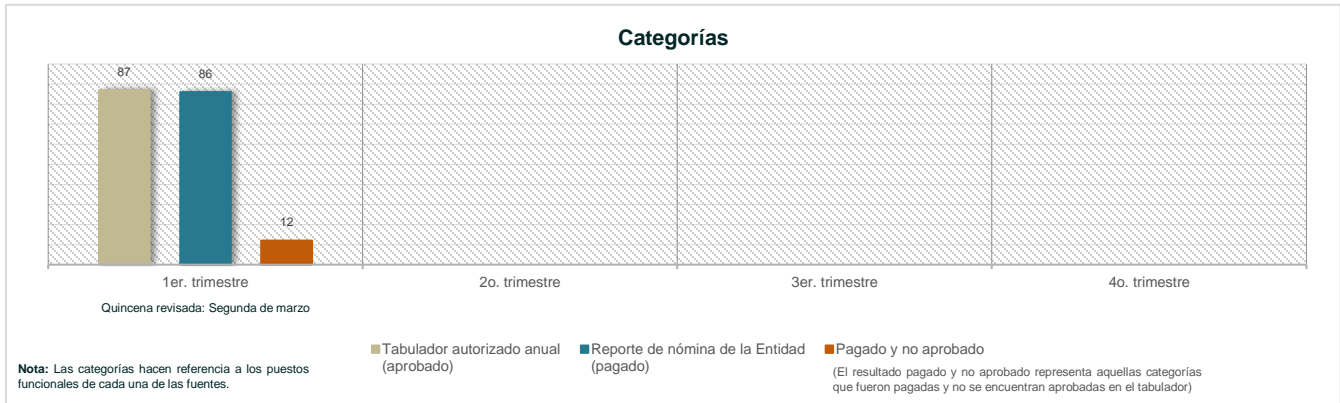 Categorías
87
86
12
1er. trimestre
2o. trimestre
3er. trimestre
4o. trimestre
Quincena revisada: Segunda de marzo
Tabulador autorizado anual
(aprobado)
Reporte de nómina de la Entidad
(pagado)
Pagado y no aprobado
(El resultado pagado y no aprobado representa aquellas categorías
que fueron pagadas y no se encuentran aprobadas en el tabulador)
Nota: Las categorías hacen referencia a los puestos
funcionales de cada una de las fuentes.